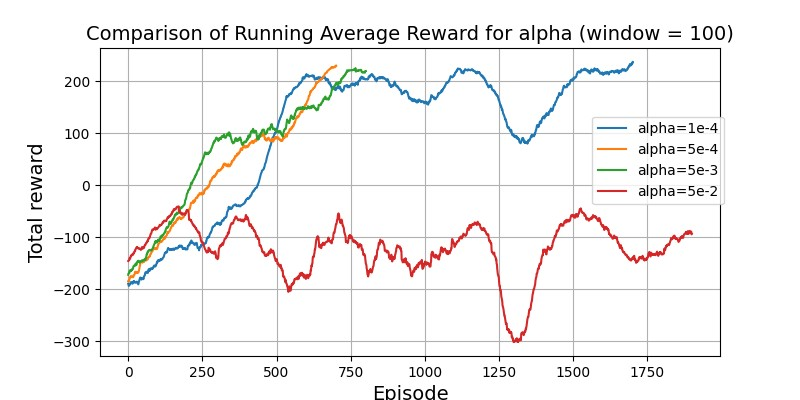 Comparison of Running Average Reward for alpha (window = 100)
Total reward
200
100
0
−100
−200
−300
alpha=1e-4
alpha=5e-4
alpha=5e-3
alpha=5e-2
0 250 500 750 1000 1250 1500 1750
Episode